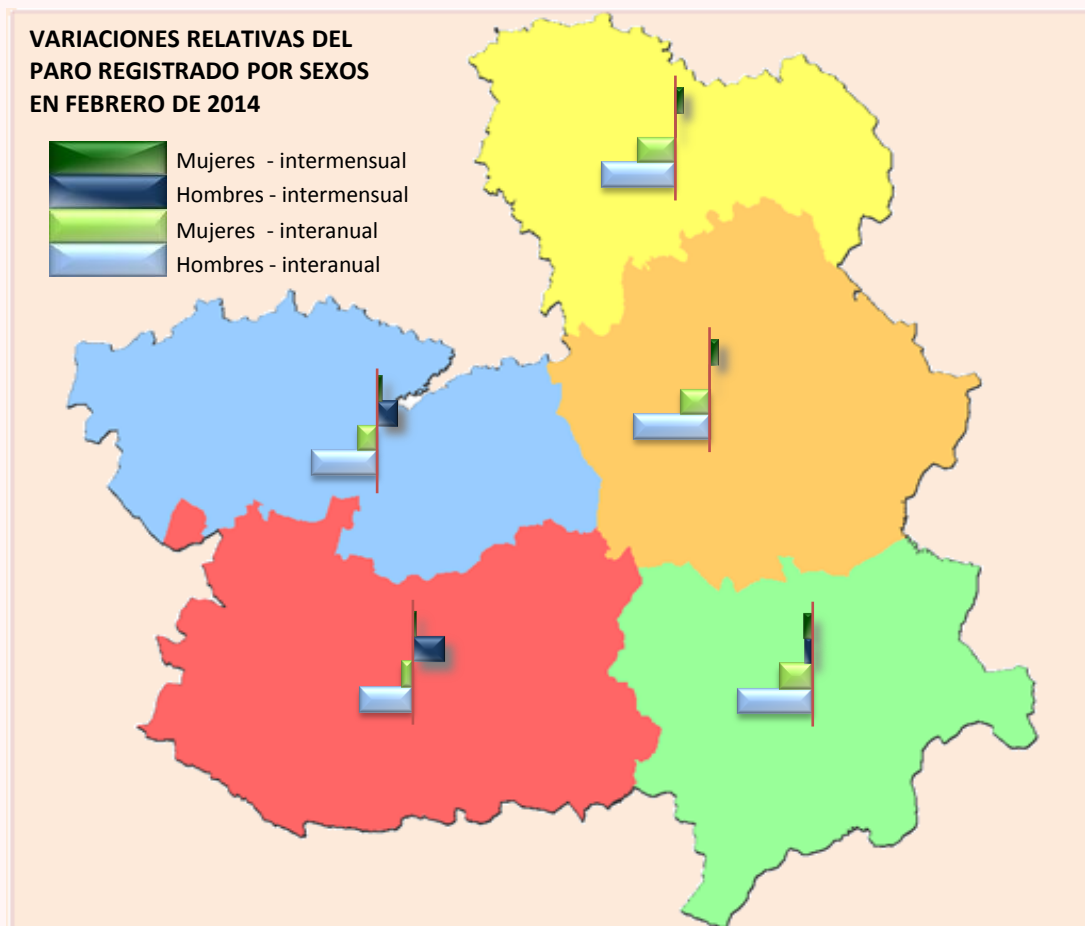 VARIACIONES RELATIVAS DEL
PARO REGISTRADO POR SEXOS
EN FEBRERO DE 2014
Mujeres - intermensual
Hombres - intermensual
Mujeres - interanual
Hombres - interanual